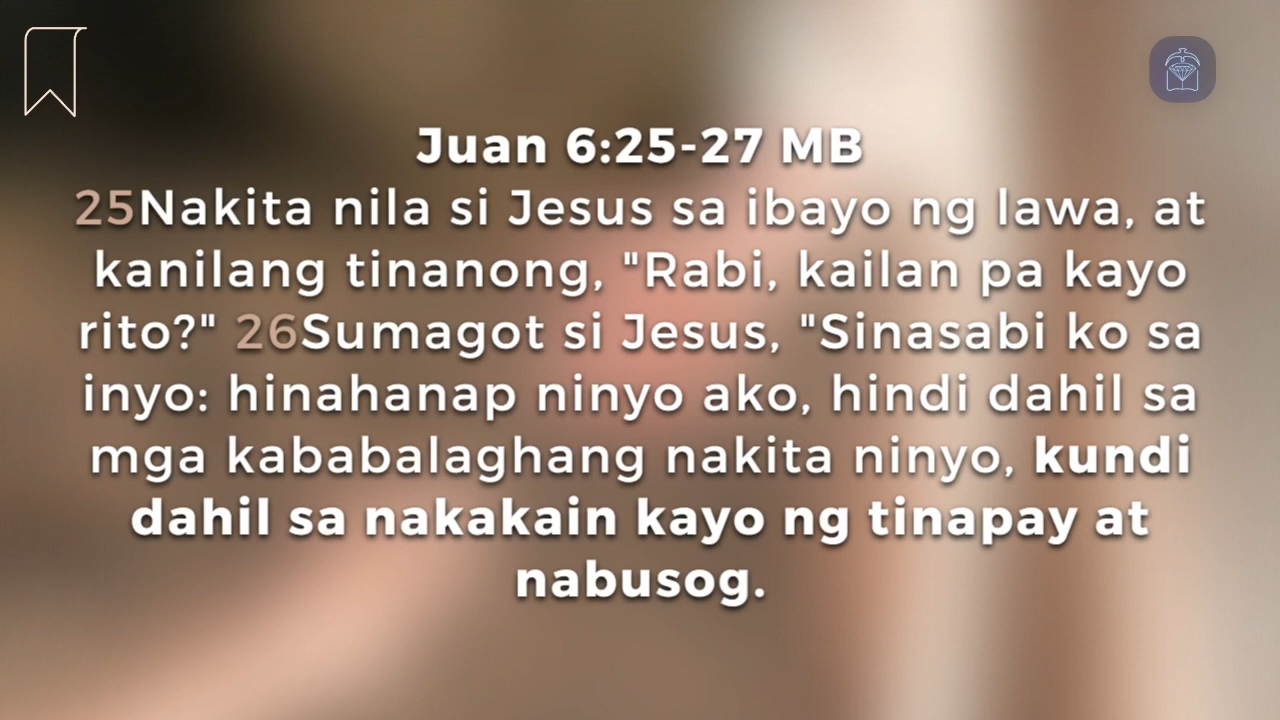 Juan 6:25-27 MB
25Nakita nila si Jesus sa ibayo ng lawa, at
kanilang tinanong, "Rabi, kailan pa kayo
rito?" 26Sumagot si Jesus, "Sinasabi ko sa
inyo: hinahanap ninyo ako, hindi dahil sa
mga kababalaghang nakita ninyo, kundi
dahil sa nakakain kayo ng tinapay at
nabusog.